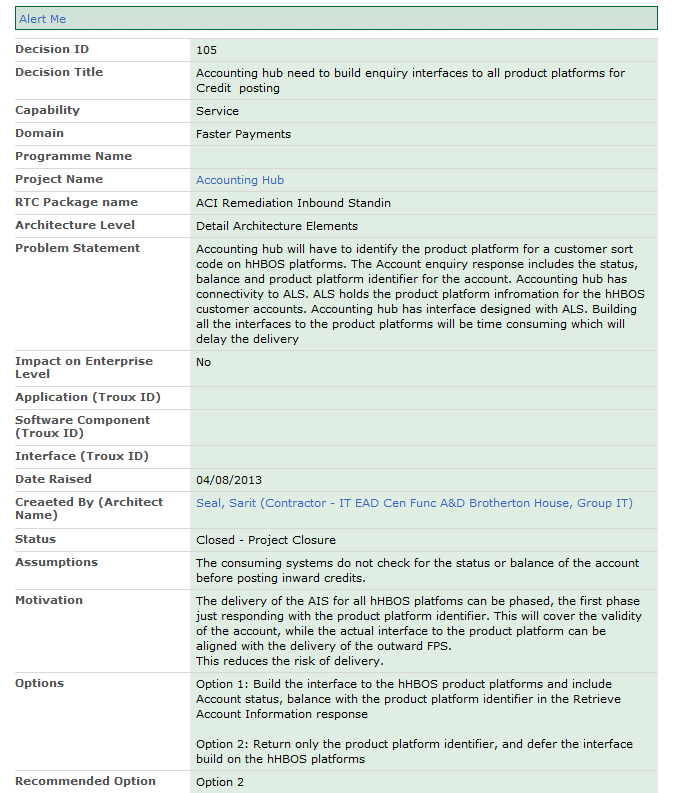 Alert Me
Decision ID 105
Decision Title Accounting hub need to build enquiry interfaces to all product platforms for
Credit posting
Capability Service
Domain Faster Payments
Programme Name
Project Name Accounting Hub
RTC Package name ACI Remediation Inbound Standin
Architecture Level Detail Architecture Elements
Problem Statement Accounting hub will have to identify the product platform for a customer sort
code on hHBOS platforms. The Account enquiry response includes the status,
balance and product platform identifier for the account. Accounting hub has
connectivity to ALS. ALS holds the product platform infromation for the hHBOS
customer accounts. Accounting hub has interface designed with ALS. Building
all the interfaces to the product platforms will be time consuming which will
delay the delivery
Impact on Enterprise No
Level
Application (Troux ID)
Software Component
(Troux ID)
Interface (Troux ID)
Date Raised 04/08/2013
Creaeted By (Architect Seal, Sarit (Contractor - IT EAD Cen Func A&D Brotherton House, Group IT)
Name)
Status Closed - Project Closure
Assumptions The consuming systems do not check for the status or balance of the account
before posting inward credits.
Motivation The delivery of the AIS for all hHBOS platfoms can be phased, the first phase
just responding with the product platform identifier. This will cover the validity
of the account, while the actual interface to the product platform can be
aligned with the delivery of the outward FPS.
This reduces the risk of delivery.
Options Option 1: Build the interface to the hHBOS product platforms and include
Account status, balance with the product platform identifier in the Retrieve
Account Information response
Option 2: Return only the product platform identifier, and defer the interface
build on the hHBOS platforms
Recommended Option Option 2